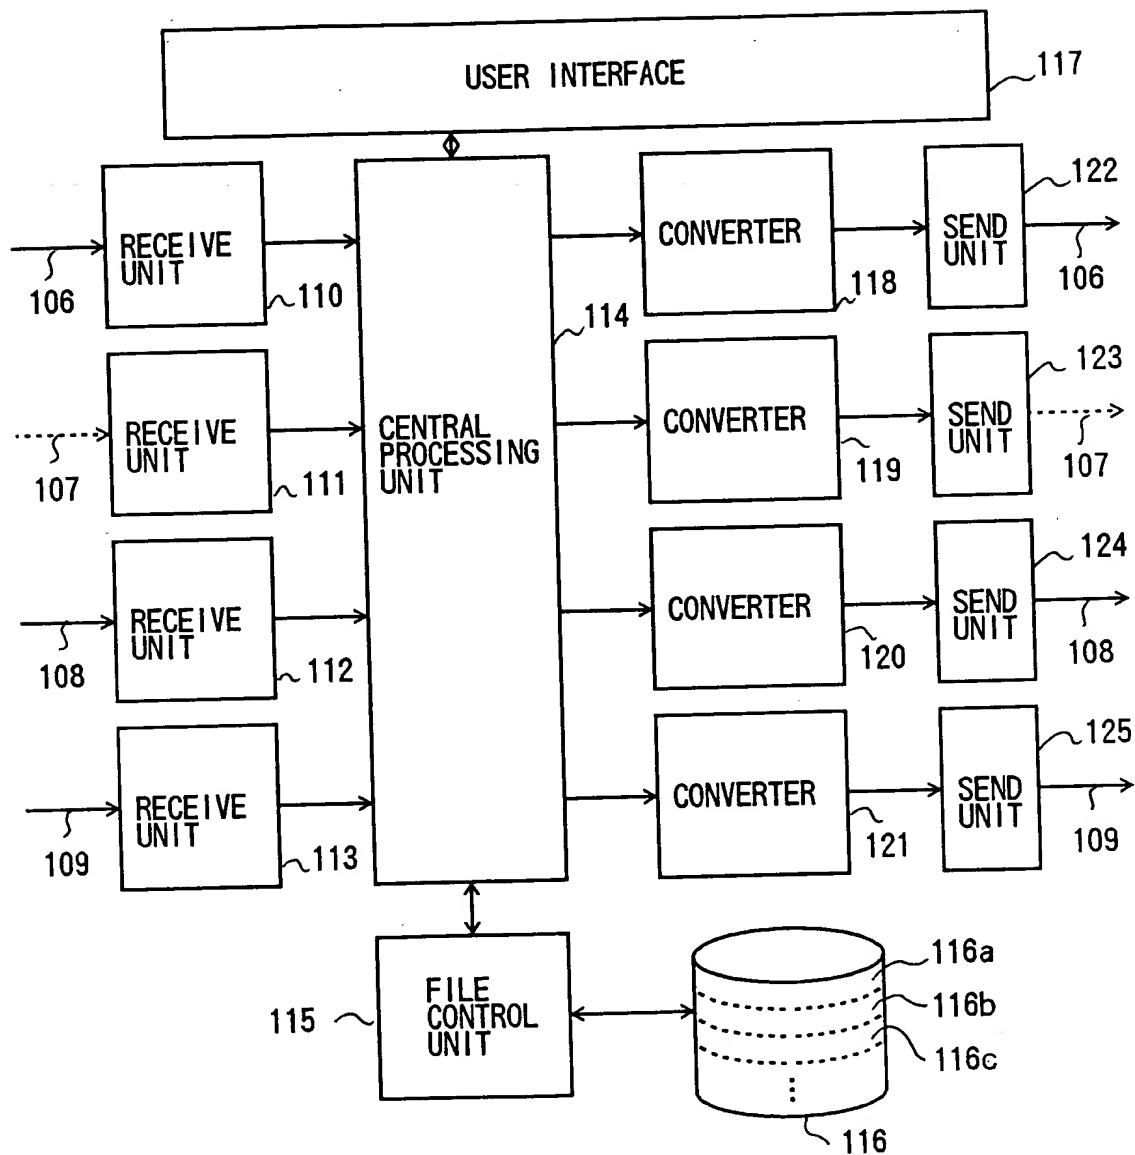 USER INTERFACE
117
RECEIVE
UNIT
106
110
CONVERTER
118
SEND
UNIT
122
106
114
RECEIVE
UNIT
107
111
CENTRAL
PROCESSING
UNIT
CONVERTER
119
SEND
UNIT
123
107
RECEIVE
UNIT
108
112
CONVERTER
120
SEND
UNIT
124
108
RECEIVE
UNIT
109
113
CONVERTER
121
SEND
UNIT
125
109
FILE
CONTROL
UNIT
115
116a
116b
116c
116